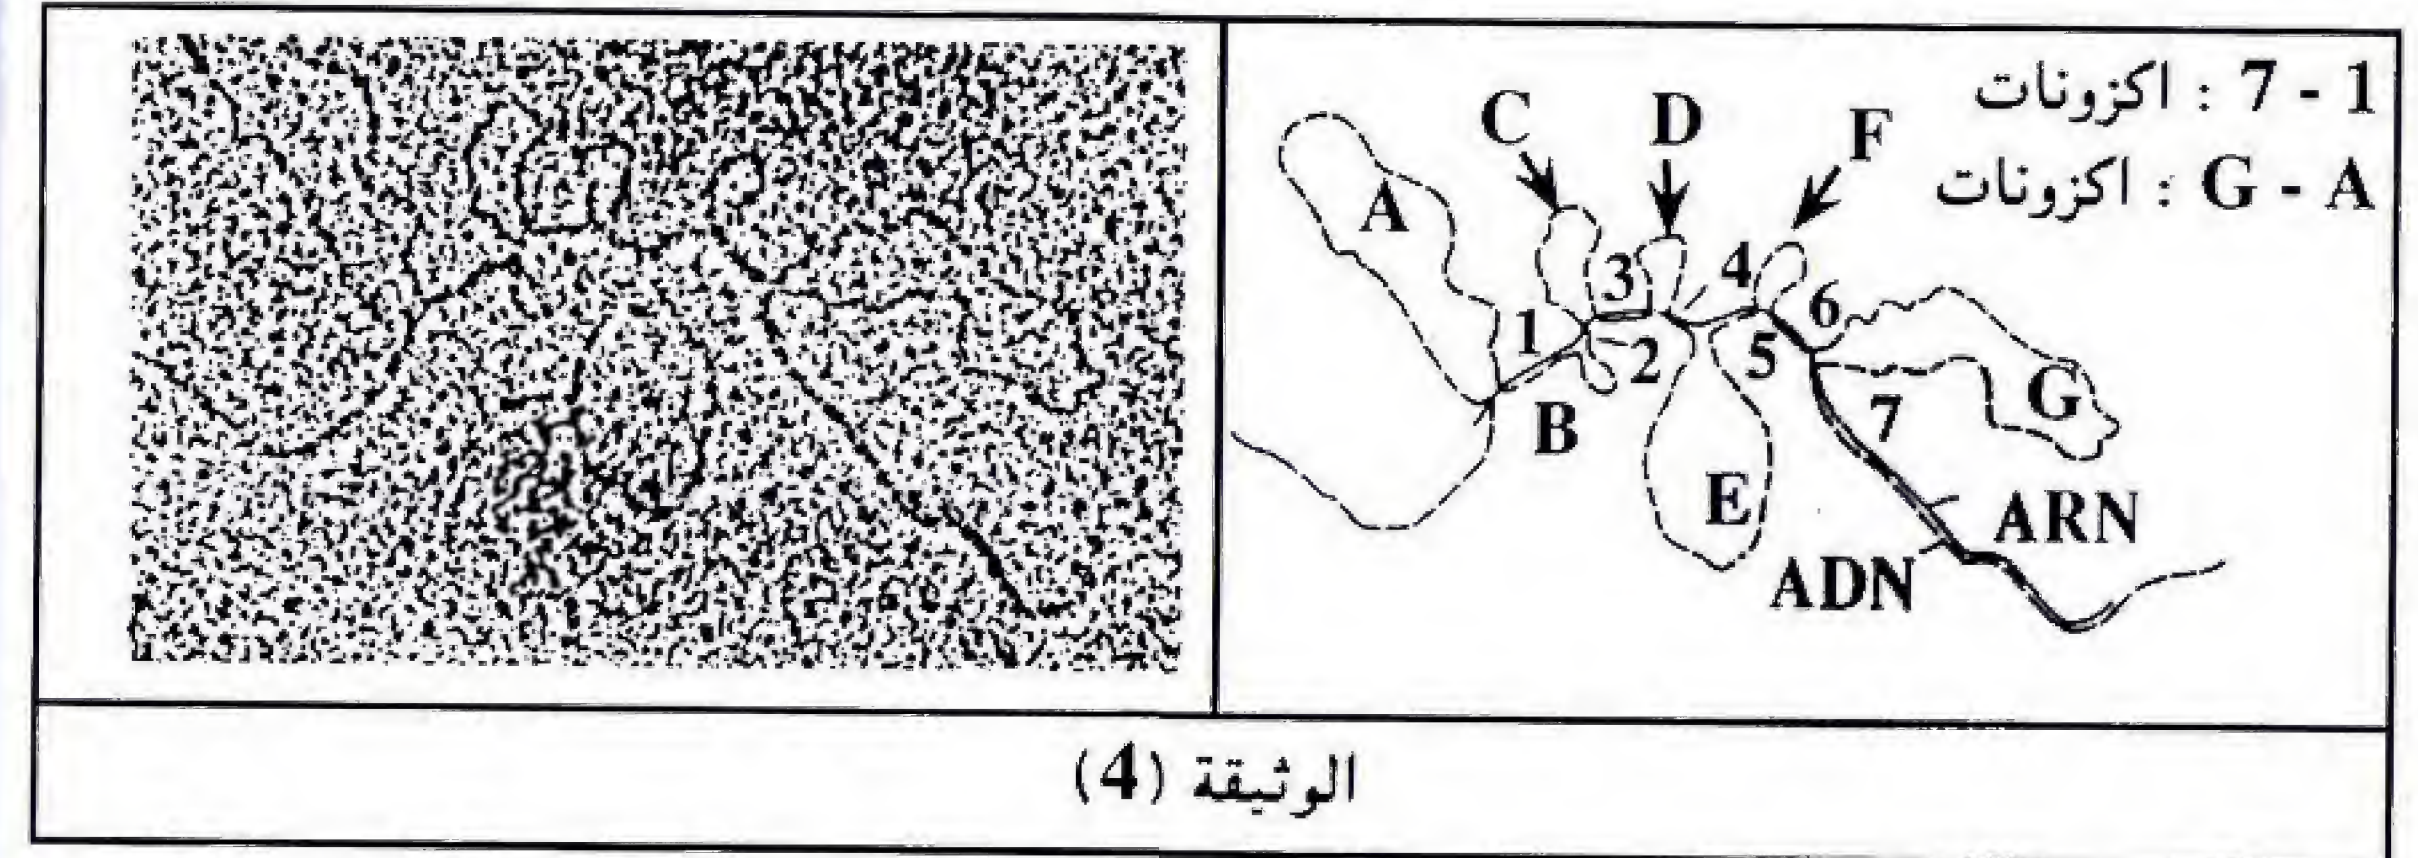 1 - 7 : اكزونات
G - A : اكزونات
C
D
F
A
3
4
6
1
2
5
B
G
7
E
ARN
ADN
الوثيقة (4)